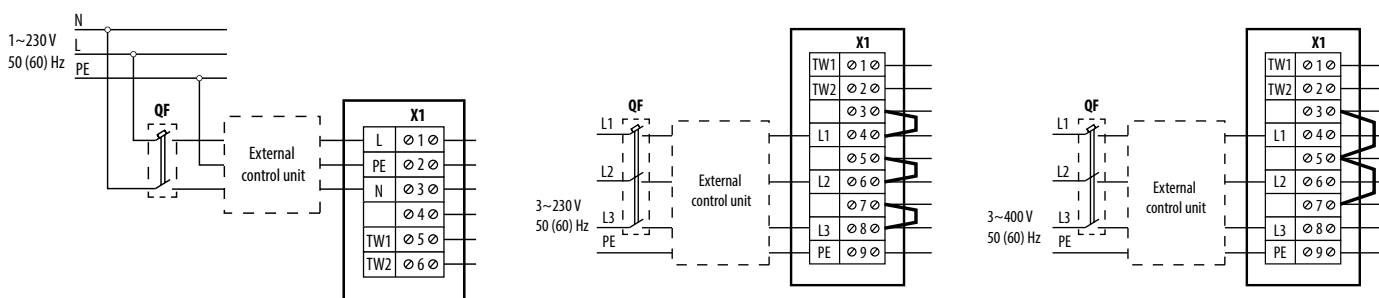 N
1~230 V
L
50 (60) Hz
PE
QF
External
control unit
X1
L 1
PE 2
N 3
4
TW1 5
TW2 6
3~230 V
50 (60) Hz
QF
L1
L2
L3
PE
External
control unit
X1
TW1 1
TW2 2
3
L1 4
5
L2 6
7
L3 8
PE 9
3~400 V
50 (60) Hz
QF
L1
L2
L3
PE
External
control unit
X1
TW1 1
TW2 2
3
L1 4
5
L2 6
7
L3 8
PE 9